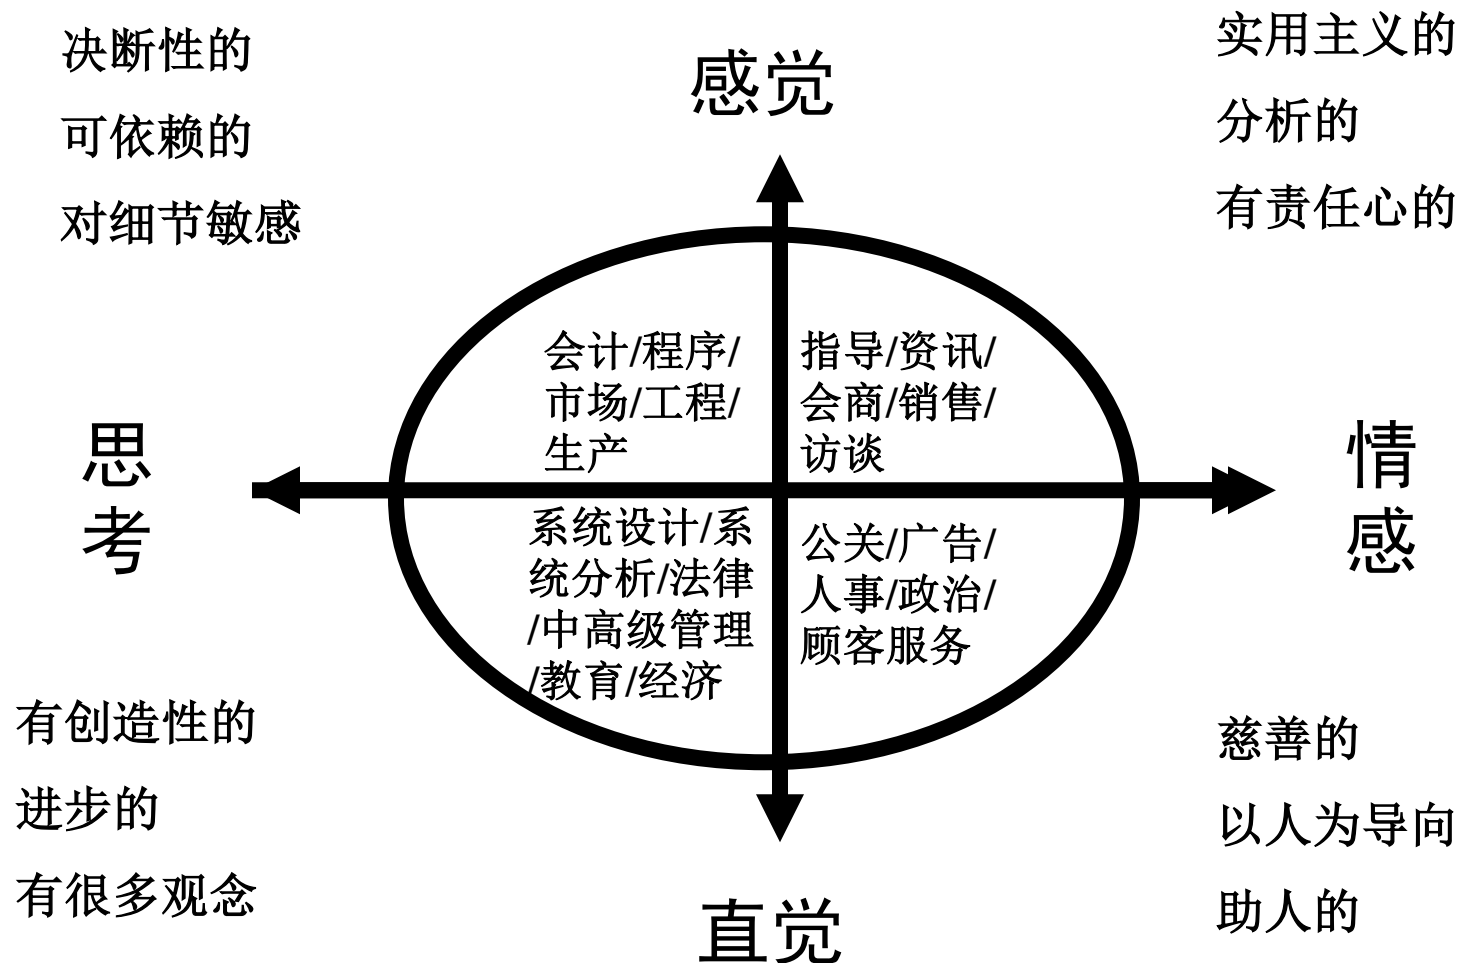 决断性的
可依赖的
对细节敏感
感觉
实用主义的
分析的
有责任心的
会计/程序/
市场/工程/
生产
指导/资讯/
会商/销售/
访谈
思
考
情
感
系统设计/系
统分析/法律
/中高级管理
/教育/经济
公关/广告/
人事/政治/
顾客服务
有创造性的
进步的
有很多观念
慈善的
以人为导向
助人的
直觉